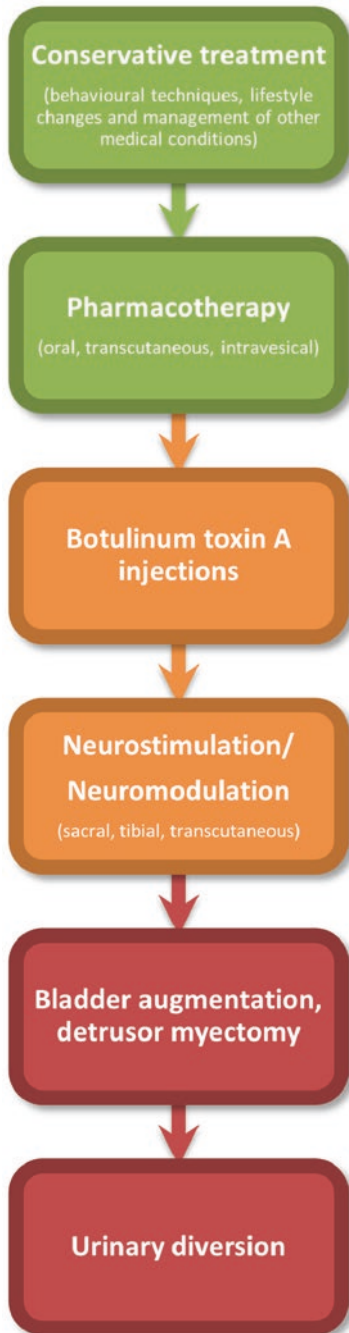 Conservative treatment
(behavioural techniques, lifestyle
changes and management of other
medical conditions)
Pharmacotherapy
(oral, transcutaneous, intravesical)
Botulinum toxin A
injections
Neurostimulation/
Neuromodulation
(sacral, tibial, transcutaneous)
Bladder augmentation,
detrusor myectomy
Urinary diversion